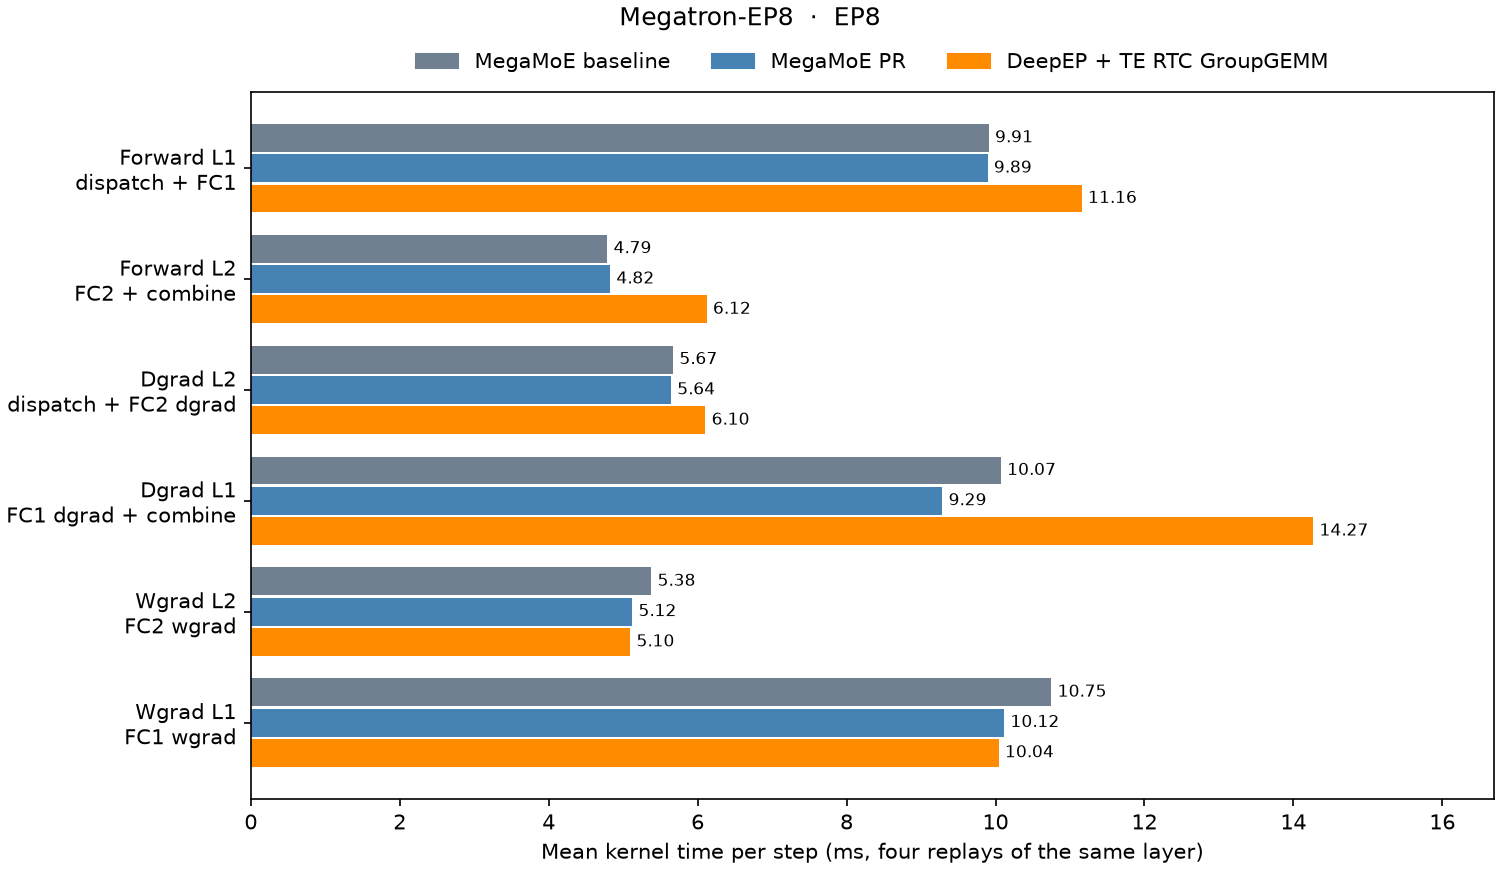 Megatron-EP8 · EP8
MegaMoE baseline
MegaMoE PR
DeepEP + TE RTC GroupGEMM
Forward L1
dispatch + FC1
9.91
9.89
11.16
Forward L2
FC2 + combine
4.79
4.82
6.12
Dgrad L2
dispatch + FC2 dgrad
5.67
5.64
6.10
Dgrad L1
FC1 dgrad + combine
10.07
9.29
14.27
Wgrad L2
FC2 wgrad
5.38
5.12
5.10
Wgrad L1
FC1 wgrad
10.75
10.12
10.04
0 2 4 6 8 10 12 14 16
Mean kernel time per step (ms, four replays of the same layer)